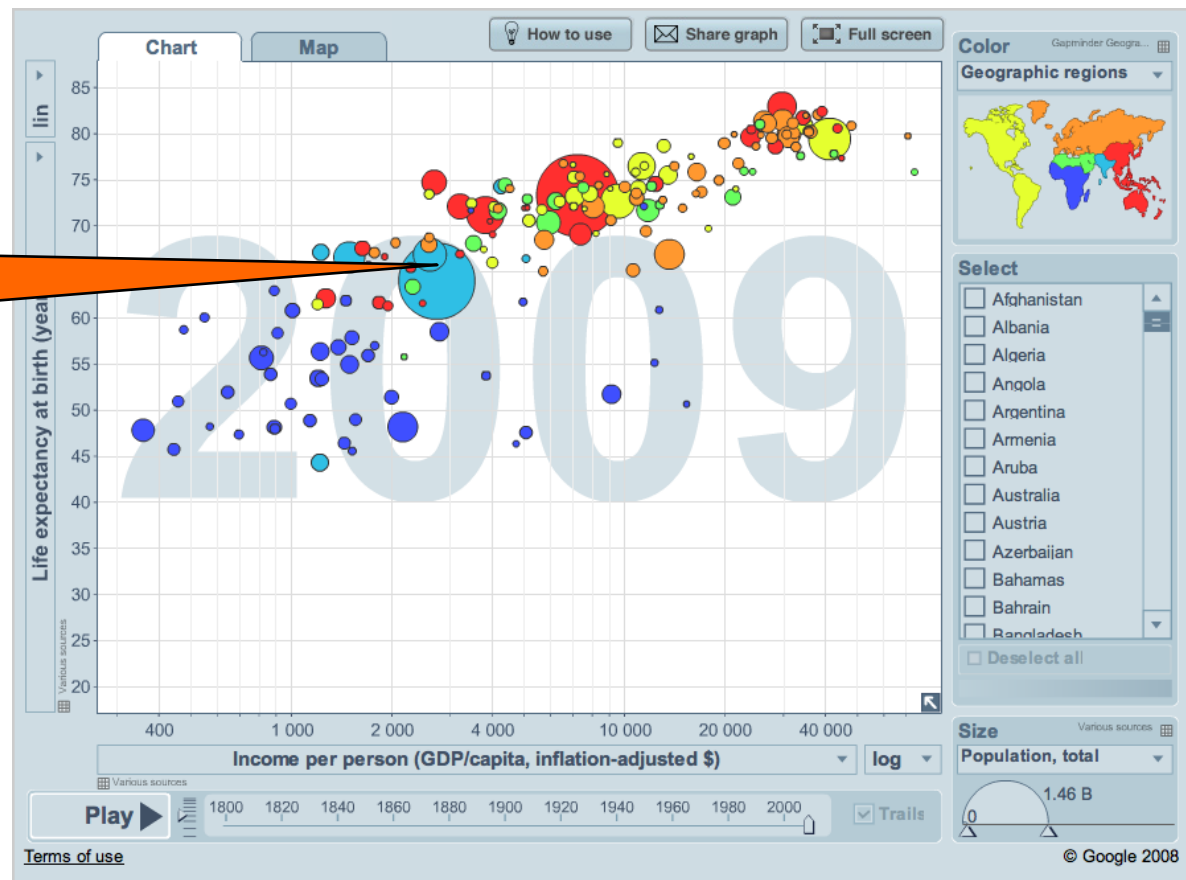 Chart
Map
How to use
Share graph
Full screen
Color
Gapminder Geogra...
Geographic regions
lin
Life expectancy at birth (year
Various sources
85
80
75
70
60
55
50
45
40
35
30
25
20
2009
400
1 000
2 000
4 000
10 000
20 000
40 000
Income per person (GDP/capita, inflation-adjusted $)
log
Various sources
Select
Afghanistan
Albania
Algeria
Angola
Argentina
Armenia
Aruba
Australia
Austria
Azerbaijan
Bahamas
Bahrain
Bangladesh
Deselect all
Size
Various sources
Population, total
1.46 B
0
Play
1800 1820 1840 1860 1880 1900 1920 1940 1960 1980 2000
Trails
Terms of use
© Google 2008